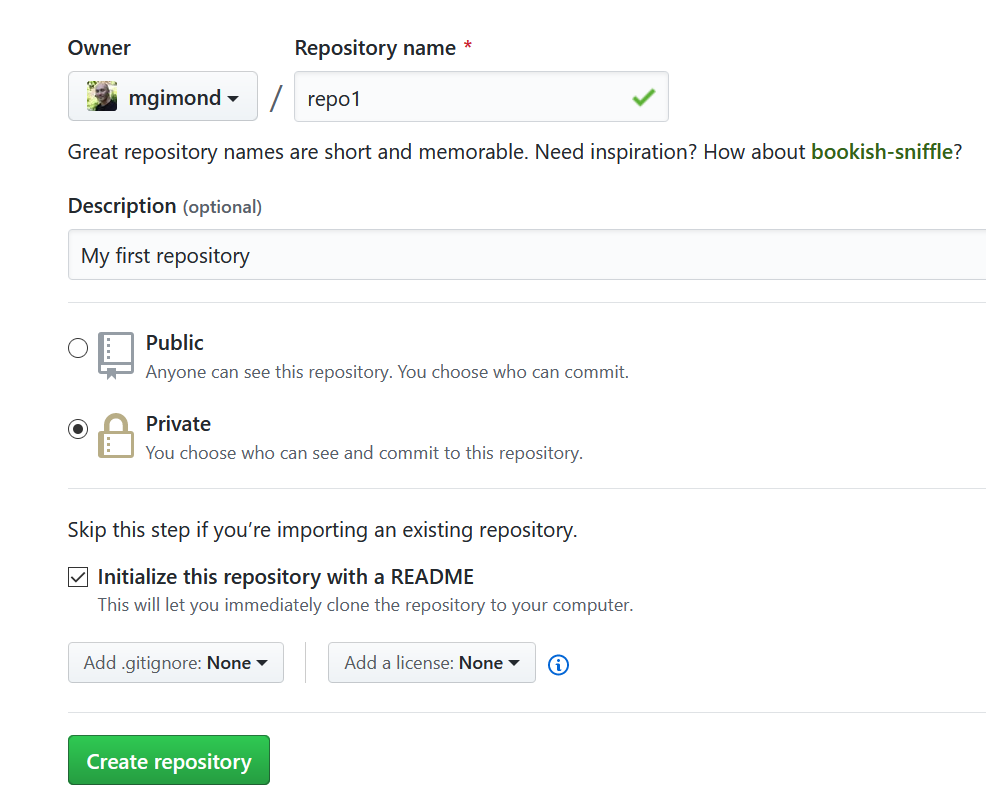 Owner
Repository name *
mgimond / repo1
Great repository names are short and memorable. Need inspiration? How about bookish-sniffle?
Description (optional)
My first repository
Public
Anyone can see this repository. You choose who can commit.
Private
You choose who can see and commit to this repository.
Skip this step if you’re importing an existing repository.
Initialize this repository with a README
This will let you immediately clone the repository to your computer.
Add .gitignore: None
Add a license: None
Create repository